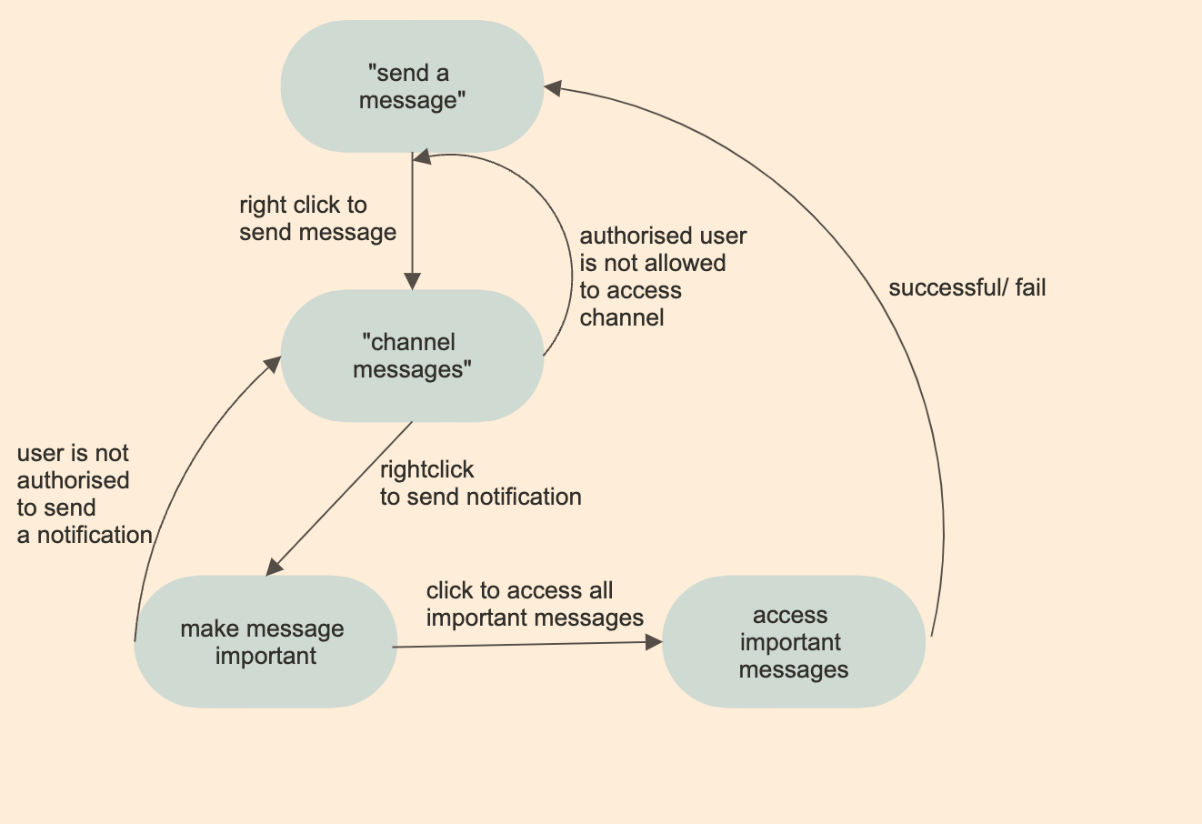 "send a
message"
right click to
send message
authorised user
is not allowed
to access
channel
successful/ fail
"channel
messages"
user is not
authorised
to send
a notification
rightclick
to send notification
click to access all
important messages
make message
important
access
important
messages